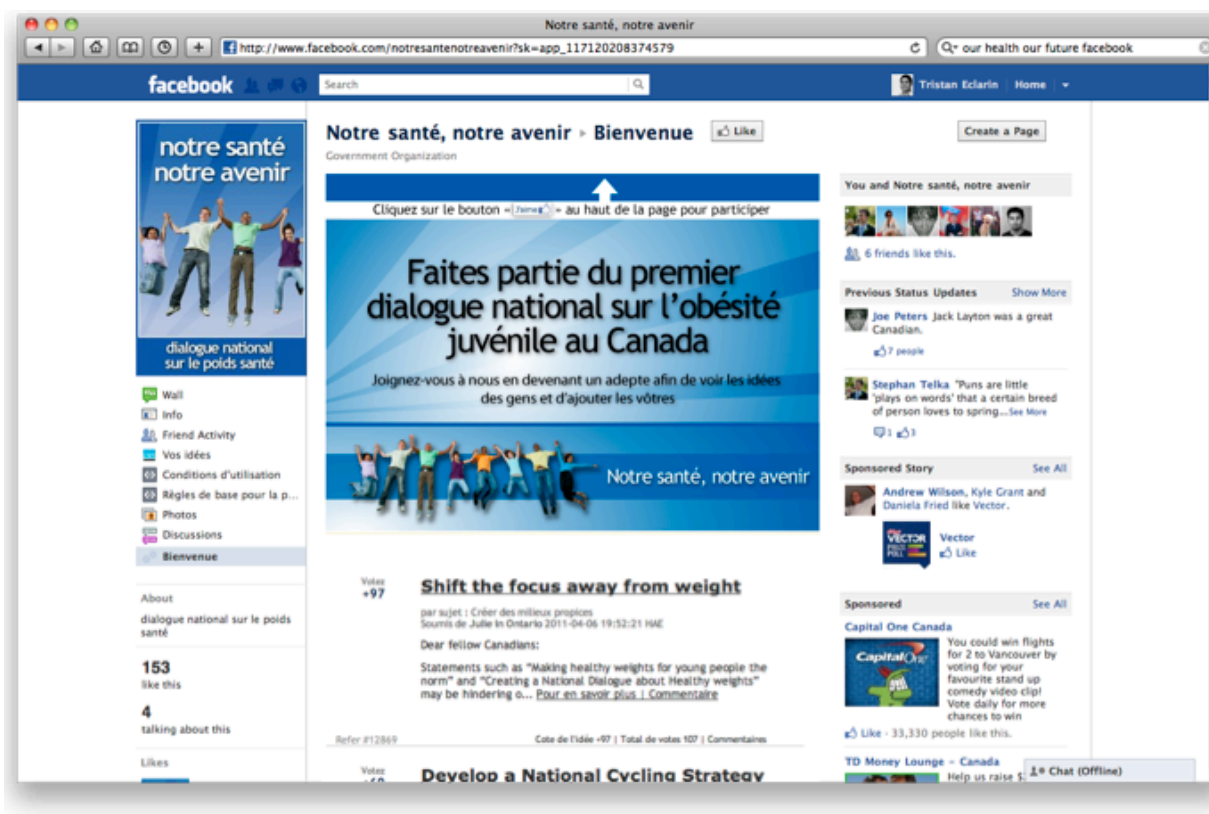 Notre santé, notre avenir
http://www.facebook.com/notresantenotreavenir?sk=app_117120208374579
our health our future facebook
facebook
Search
Tristan Eclarin
Home
notre santé
notre avenir
dialogue national
sur le poids santé
Wall
Info
Friend Activity
Vos idées
Conditions d'utilisation
Règles de base pour la p...
Photos
Discussions
Bienvenue
About
dialogue national sur le poids
santé
153
like this
4
talking about this
Likes
Notre santé, notre avenir ▸ Bienvenue
Like
Government Organization
Cliquez sur le bouton « J'aime » au haut de la page pour participer
Faites partie du premier
dialogue national sur l'obésité
juvénile au Canada
Joignez-vous à nous en devenant un adepte afin de voir les idées
des gens et d'ajouter les vôtres
Notre santé, notre avenir
Votes
+97
Shift the focus away from weight
par sujet : Créer des milieux propices
Soumis de Julie in Ontario 2011-04-06 19:52:21 HAE
Dear fellow Canadians:
Statements such as "Making healthy weights for young people the
norm" and "Creating a National Dialogue about Healthy weights"
may be hindering o... Pour en savoir plus | Commentaire
Refer #12869
Cote de l'idée +97 | Total de votes 107 | Commentaires
Votes
Develop a National Cycling Strategy
Create a Page
You and Notre santé, notre avenir
6 friends like this.
Previous Status Updates
Show More
Joe Peters Jack Layton was a great
Canadian.
7 people
Stephan Telka "Puns are little
'plays on words' that a certain breed
of person loves to spring...See More
1
3
Sponsored Story
See All
Andrew Wilson, Kyle Grant and
Daniela Fried like Vector.
VECTOR
POLL
Vector
Like
Sponsored
See All
Capital One Canada
CapitalOne
You could win flights
for 2 to Vancouver by
voting for your
favourite stand up
comedy video clip!
Vote daily for more
chances to win
Like · 33,330 people like this.
TD Money Lounge – Canada
Help us raise
Chat (Offline)